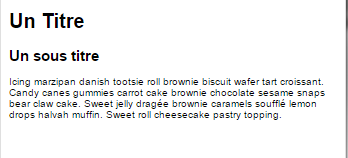 Un Titre
Un sous titre
Icing marzipan danish tootsie roll brownie biscuit wafer tart croissant.
Candy canes gummies carrot cake brownie chocolate sesame snaps
bear claw cake. Sweet jelly dragée brownie caramels soufflé lemon
drops halvah muffin. Sweet roll cheesecake pastry topping.